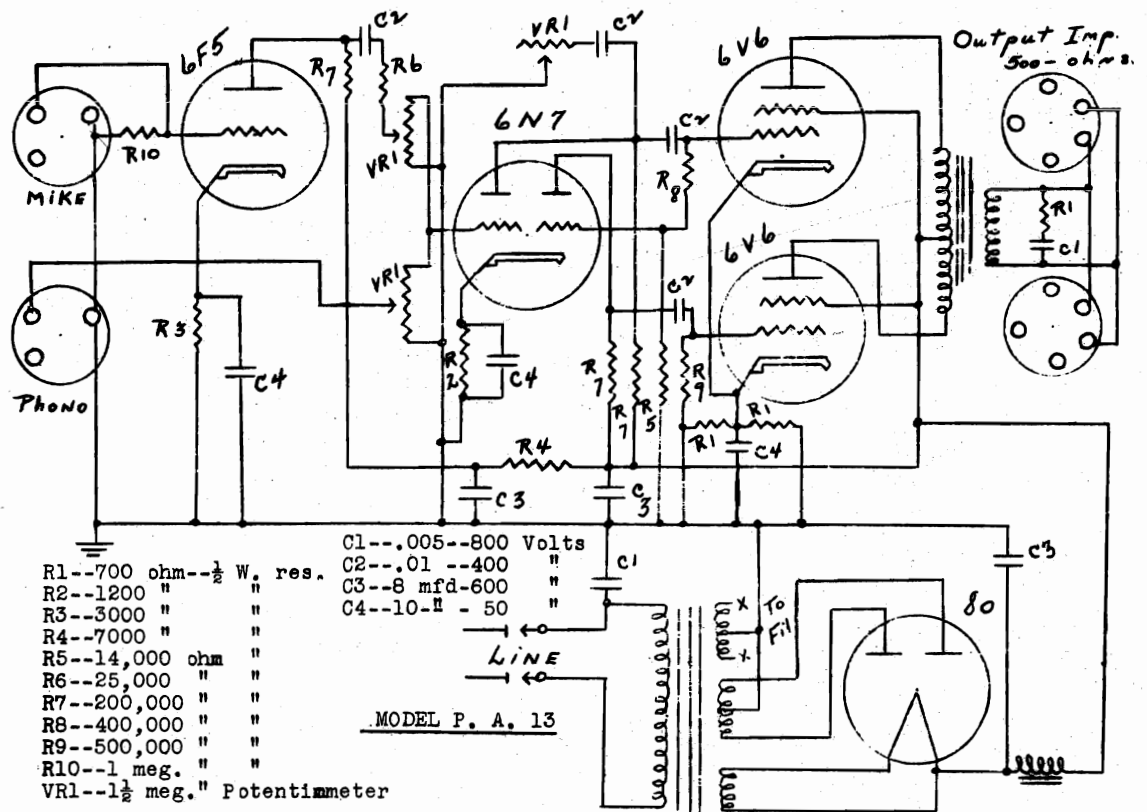 6F5
C2
R7
R6
VR1
C2
6V6
Output Imp.
500-ohms.
6N7
C2
R10
VR1
R8
MIKE
R1
C1
VR1
6V6
C2
R3
R2
C4
R7
R7
R5
R9
C4
PHONO
R1
R1
C4
R4
C3
C3
C1
C3
R1--700 ohm--½ W. res.
R2--1200 " "
R3--3000 " "
R4--7000 " "
R5--14,000 ohm "
R6--25,000 " "
R7--200,000 " "
R8--400,000 " "
R9--500,000 " "
R10--1 meg. " "
VR1--1½ meg." Potentimmeter
C1--.005--800 Volts
C2--.01 --400 "
C3--8 mfd-600 "
C4--10-" - 50 "
LINE
MODEL P. A. 13
X
To
Fil
X
80